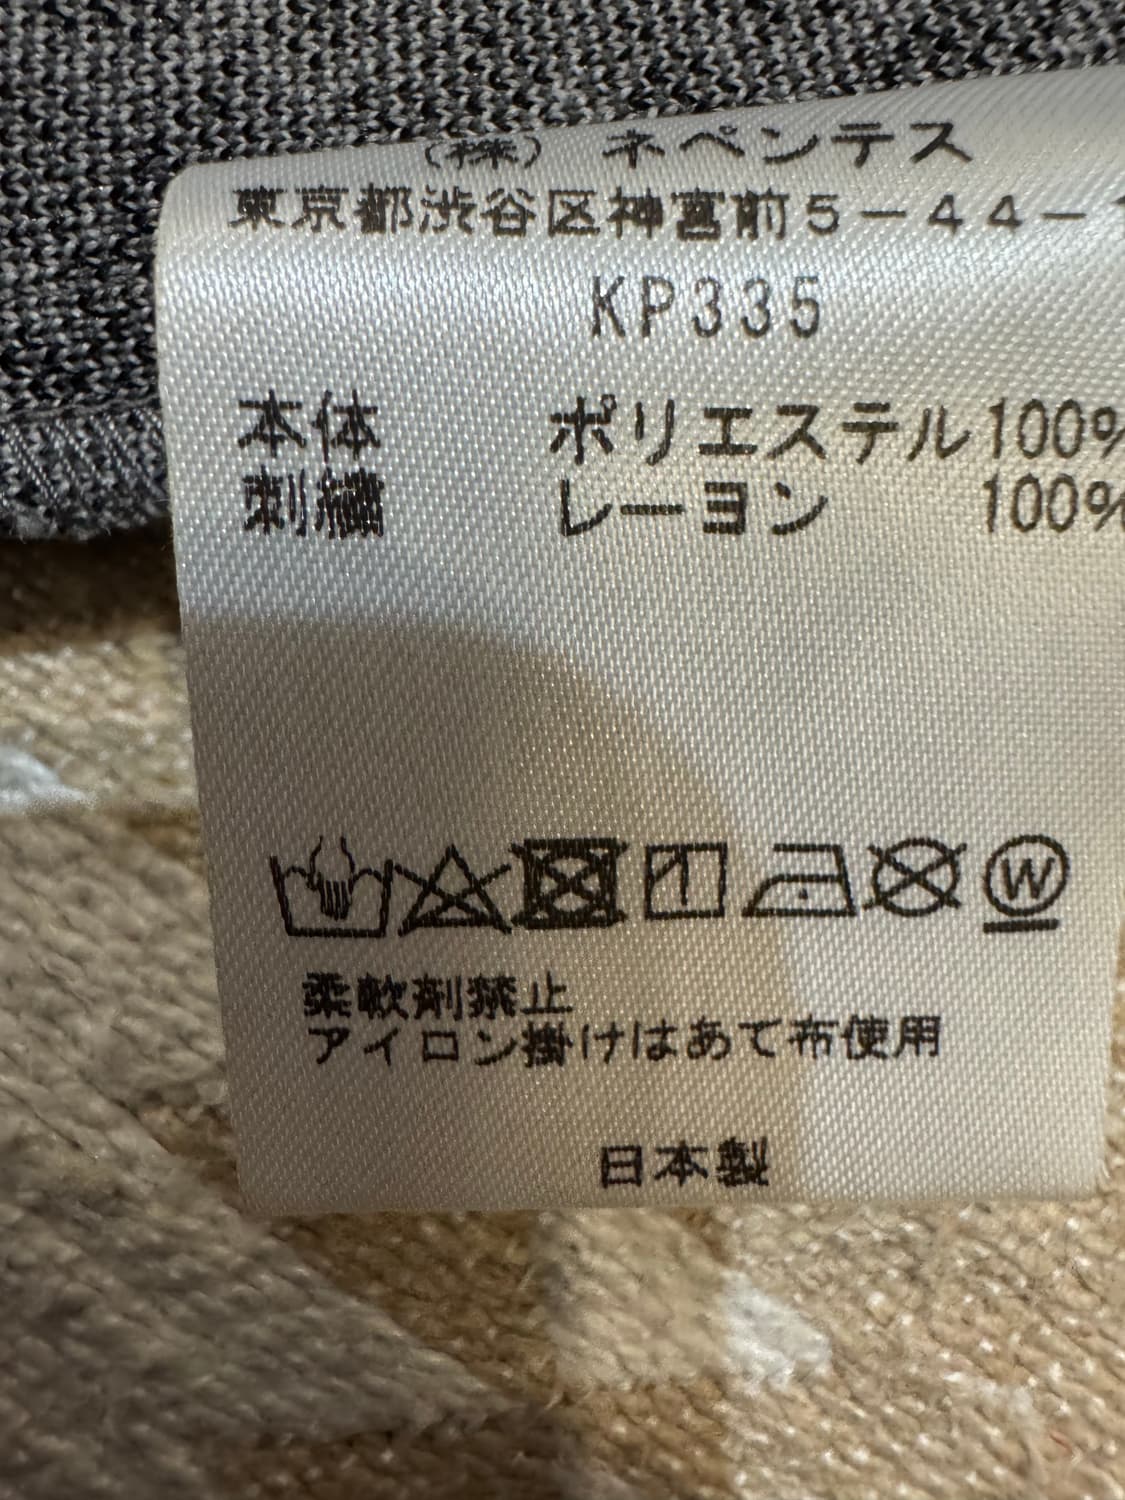 (株) ネペンテス
東京都渋谷区神宮前5-44-
KP335
本体 ポリエステル100%
刺繍 レーヨン 100%
W
柔軟剤禁止
アイロン掛けはあて布使用
日本製